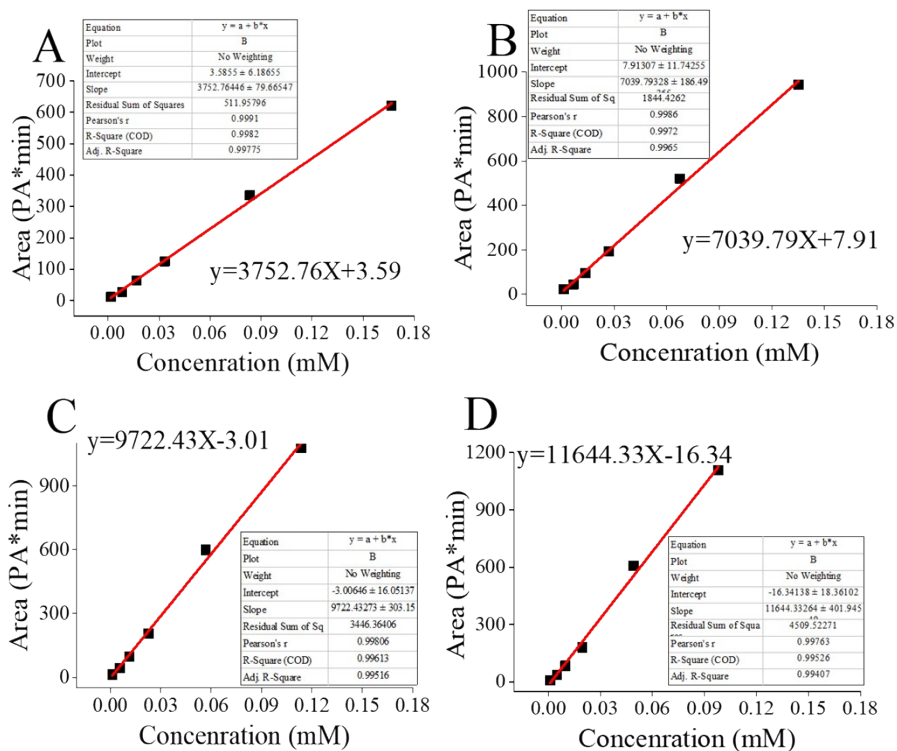 A
Equation y = a + b*x
Plot B
Weight No Weighting
Intercept 3.5855 ± 6.18655
Slope 3752.76446 ± 79.66547
Residual Sum of Squares 511.95796
Pearson's r 0.9991
R-Square (COD) 0.9982
Adj. R-Square 0.99775
700
600
500
400
300
200
100
0
Area (PA*min)
y=3752.76X+3.59
0.00 0.03 0.06 0.09 0.12 0.15 0.18
Concenration (mM)
B
Equation y = a + b*x
Plot B
Weight No Weighting
Intercept 7.91307 ± 11.74255
Slope 7039.79328 ± 186.49
Residual Sum of Sq 1844.4262
Pearson's r 0.9986
R-Square (COD) 0.9972
Adj. R-Square 0.9965
1000
800
600
400
200
0
Area (PA*min)
y=7039.79X+7.91
0.00 0.03 0.06 0.09 0.12 0.15 0.18
Concenration (mM)
C
y=9722.43X-3.01
900
600
300
0
Area (PA*min)
Equation y = a + b*x
Plot B
Weight No Weighting
Intercept -3.00646 ± 16.05137
Slope 9722.43273 ± 303.15
Residual Sum of Sq 3446.36406
Pearson's r 0.99806
R-Square (COD) 0.99613
Adj. R-Square 0.99516
0.00 0.03 0.06 0.09 0.12 0.15 0.18
Concenration (mM)
D
y=11644.33X-16.34
1200
900
600
300
0
Area (PA*min)
Equation y = a + b*x
Plot B
Weight No Weighting
Intercept -16.34138 ± 18.36102
Slope 11644.33264 ± 401.945
Residual Sum of Squa 4509.52271
Pearson's r 0.99763
R-Square (COD) 0.99526
Adj. R-Square 0.99407
0.00 0.03 0.06 0.09 0.12 0.15 0.18
Concenration (mM)